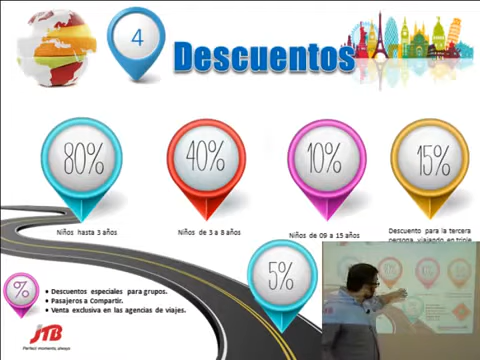 4
Descuentos
80%
40%
10%
15%
Niños hasta 3 años
Niños de 3 a 8 años
Niños de 09 a 15 años
Descuento para la tercera
persona, viajando en triple
5%
%
Descuentos especiales para grupos.
Pasajeros a Compartir.
Venta exclusiva en las agencias de viajes.
JTB
Perfect moments, always